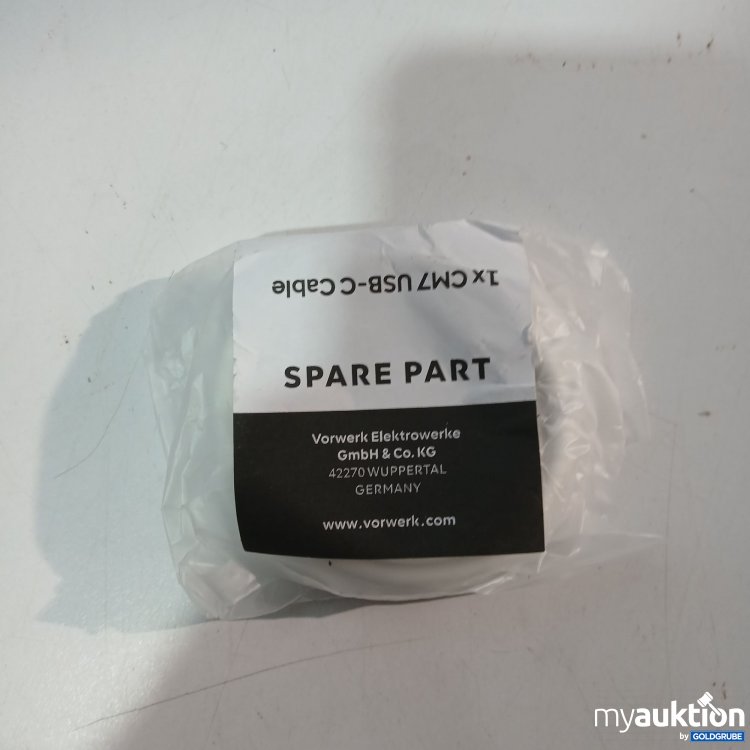 1x CM7 USB-C Cable
SPARE PART
Vorwerk Elektrowerke
GmbH & Co. KG
42270 WUPPERTAL
GERMANY
www.vorwerk.com
myauktion
by GOLDGRUBE